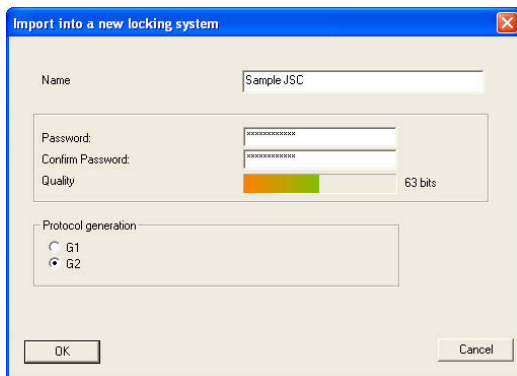 Import into a new locking system
Name
Sample JSC
Password:
************
Confirm Password:
************
Quality
63 bits
Protocol generation
G1
G2
OK
Cancel